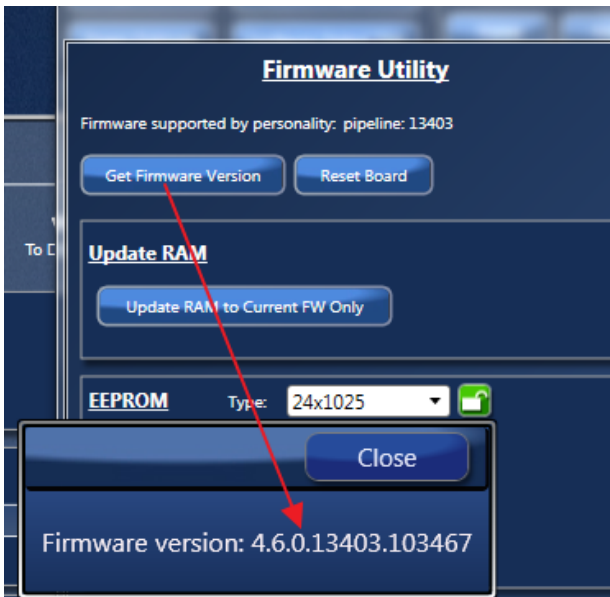 Firmware Utility
Firmware supported by personality: pipeline: 13403
Get Firmware Version
Reset Board
To D
Update RAM
Update RAM to Current FW Only
EEPROM Type: 24x1025
Close
Firmware version: 4.6.0.13403.103467